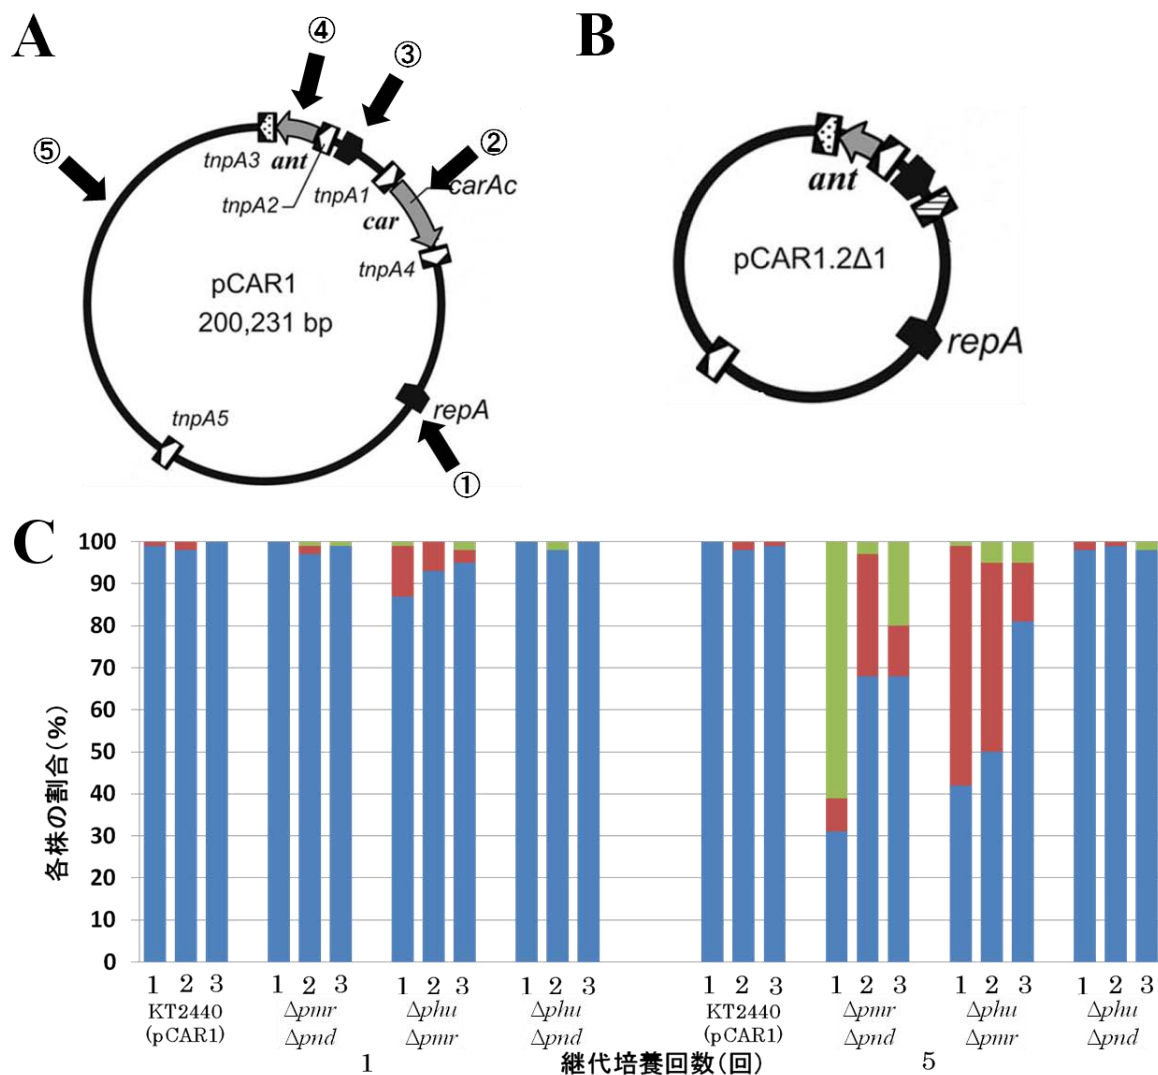 A
B
④
③
②
⑤
tnpA3
ant
tnpA2
tnpA1
carAc
car
tnpA4
pCAR1
200,231 bp
repA
tnpA5
①
ant
pCAR1.2Δ1
repA
C
各株の割合(%)
100
90
80
70
60
50
40
30
20
10
0
1 2 3 1 2 3 1 2 3 1 2 3 1 2 3 1 2 3 1 2 3 1 2 3
KT2440 Δpmr Δphu Δphu KT2440 Δpmr Δphu Δphu
(pCAR1) Δpnd Δpmr Δpnd (pCAR1) Δpnd Δpmr Δpnd
1 継代培養回数(回) 5